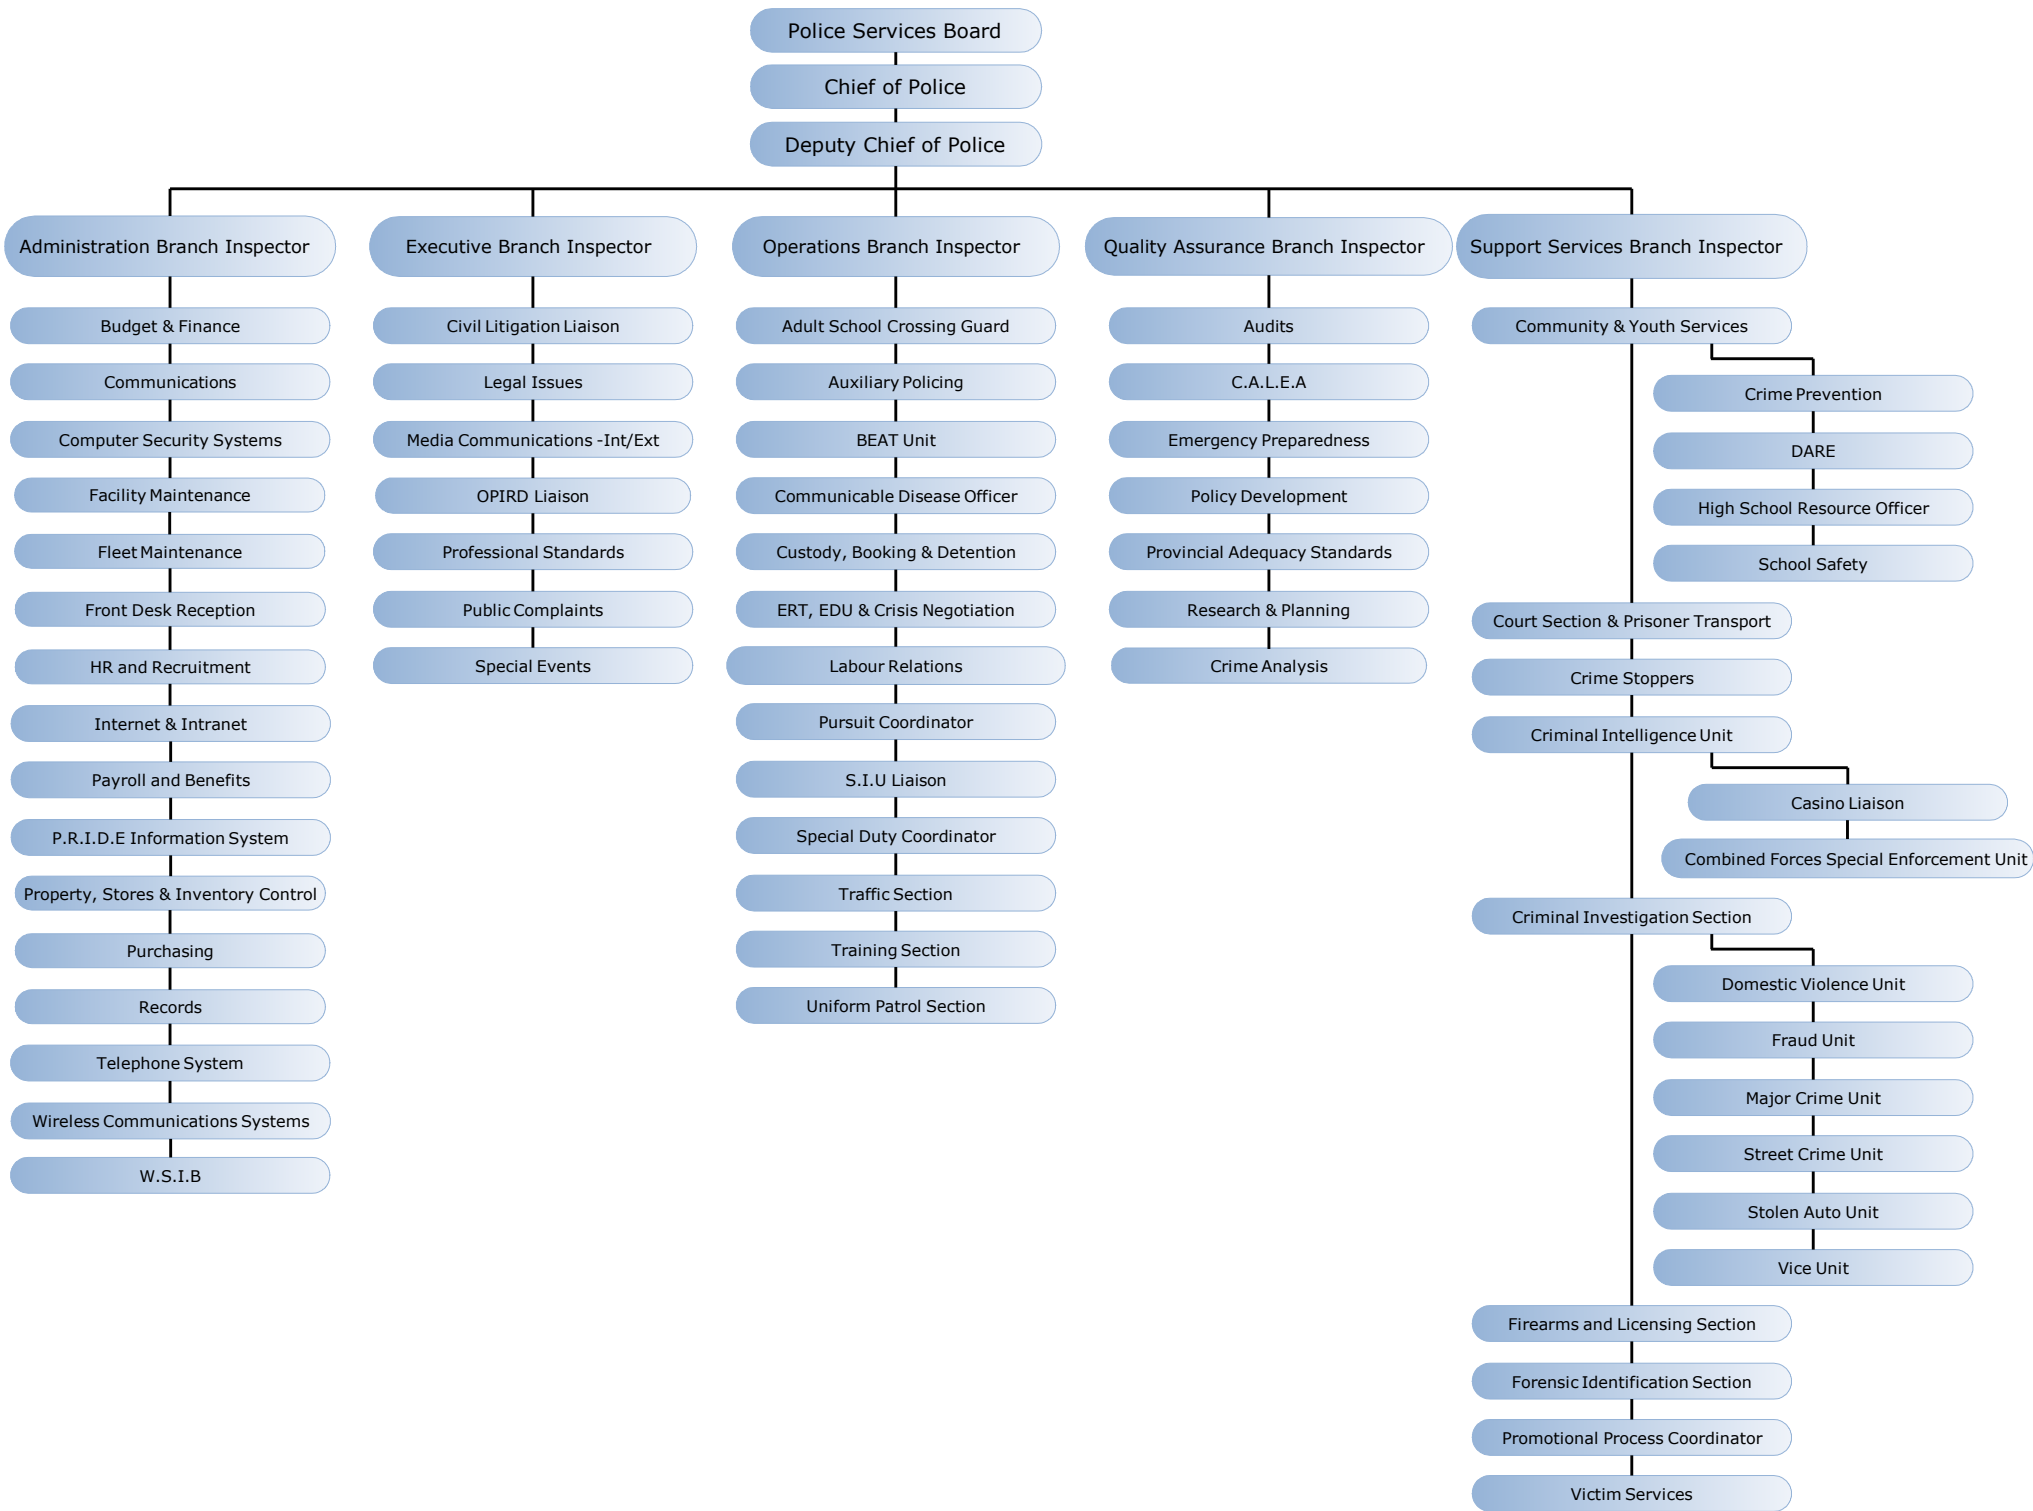 Police Services Board
Chief of Police
Deputy Chief of Police
Administration Branch Inspector
Budget & Finance
Communications
Computer Security Systems
Facility Maintenance
Fleet Maintenance
Front Desk Reception
HR and Recruitment
Internet & Intranet
Payroll and Benefits
P.R.I.D.E Information System
Property, Stores & Inventory Control
Purchasing
Records
Telephone System
Wireless Communications Systems
W.S.I.B
Executive Branch Inspector
Civil Litigation Liaison
Legal Issues
Media Communications -Int/Ext
OPIRD Liaison
Professional Standards
Public Complaints
Special Events
Operations Branch Inspector
Adult School Crossing Guard
Auxiliary Policing
BEAT Unit
Communicable Disease Officer
Custody, Booking & Detention
ERT, EDU & Crisis Negotiation
Labour Relations
Pursuit Coordinator
S.I.U Liaison
Special Duty Coordinator
Traffic Section
Training Section
Uniform Patrol Section
Quality Assurance Branch Inspector
Audits
C.A.L.E.A
Emergency Preparedness
Policy Development
Provincial Adequacy Standards
Research & Planning
Crime Analysis
Support Services Branch Inspector
Community & Youth Services
Crime Prevention
DARE
High School Resource Officer
School Safety
Court Section & Prisoner Transport
Crime Stoppers
Criminal Intelligence Unit
Casino Liaison
Combined Forces Special Enforcement Unit
Criminal Investigation Section
Domestic Violence Unit
Fraud Unit
Major Crime Unit
Street Crime Unit
Stolen Auto Unit
Vice Unit
Firearms and Licensing Section
Forensic Identification Section
Promotional Process Coordinator
Victim Services